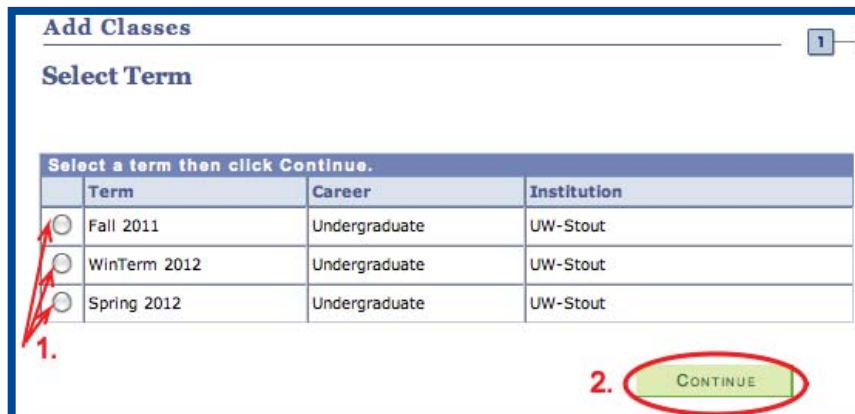 Add Classes
1
Select Term
Select a term then click Continue.
Term Career Institution
Fall 2011 Undergraduate UW-Stout
WinTerm 2012 Undergraduate UW-Stout
Spring 2012 Undergraduate UW-Stout
1.
2. CONTINUE